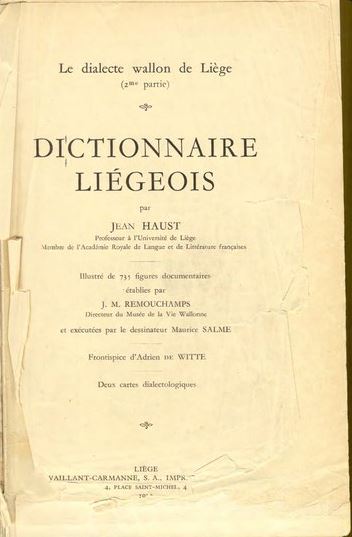 Le dialecte wallon de Liège
(2me partie)
DICTIONNAIRE
LIÉGEOIS
par
JEAN HAUST
Professeur à l'Université de Liège
Membre de l'Académie Royale de Langue et de Littérature françaises
Illustré de 735 figures documentaires
établies par
J. M. REMOUCHAMPS
Directeur du Musée de la Vie Wallonne
et exécutées par le dessinateur Maurice SALME
Frontispice d'Adrien DE WITTE
Deux cartes dialectologiques
LIÈGE
VAILLANT-CARMANNE, S. A., IMPR.
4, PLACE SAINT-MICHEL, 4